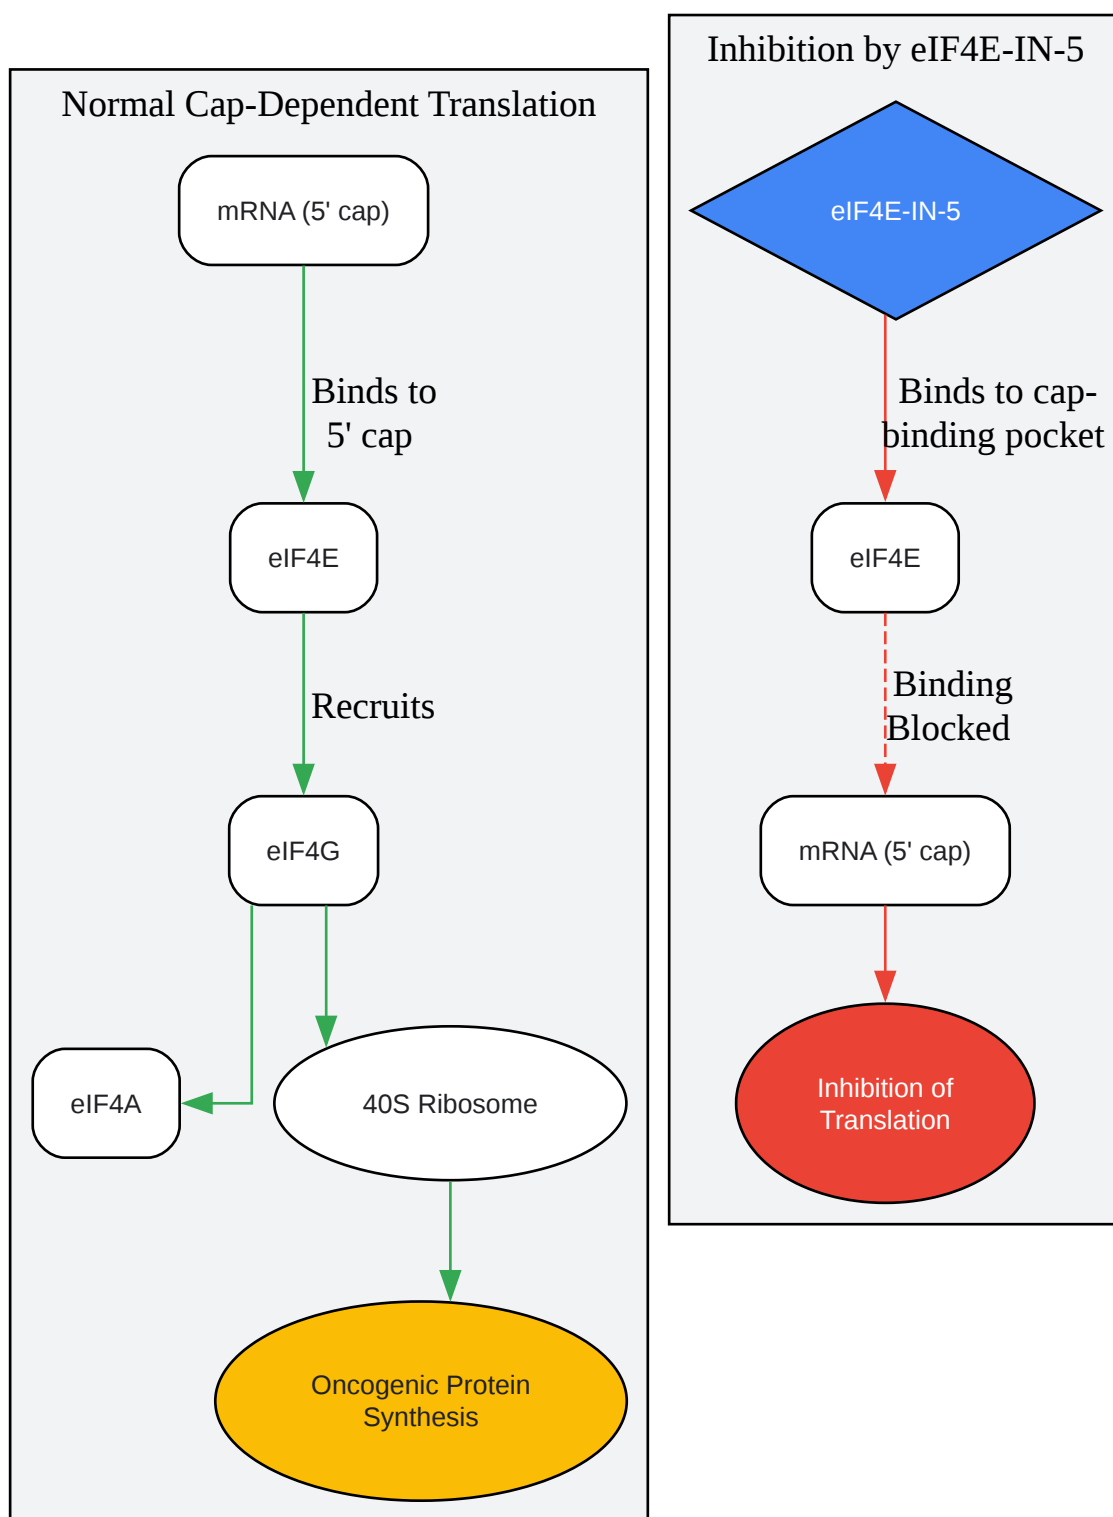 Normal Cap-Dependent Translation
mRNA (5' cap)
Binds to
5' cap
eIF4E
Recruits
eIF4G
eIF4A
40S Ribosome
Oncogenic Protein
Synthesis
Inhibition by eIF4E-IN-5
eIF4E-IN-5
Binds to cap-
binding pocket
eIF4E
Binding
Blocked
mRNA (5' cap)
Inhibition of
Translation